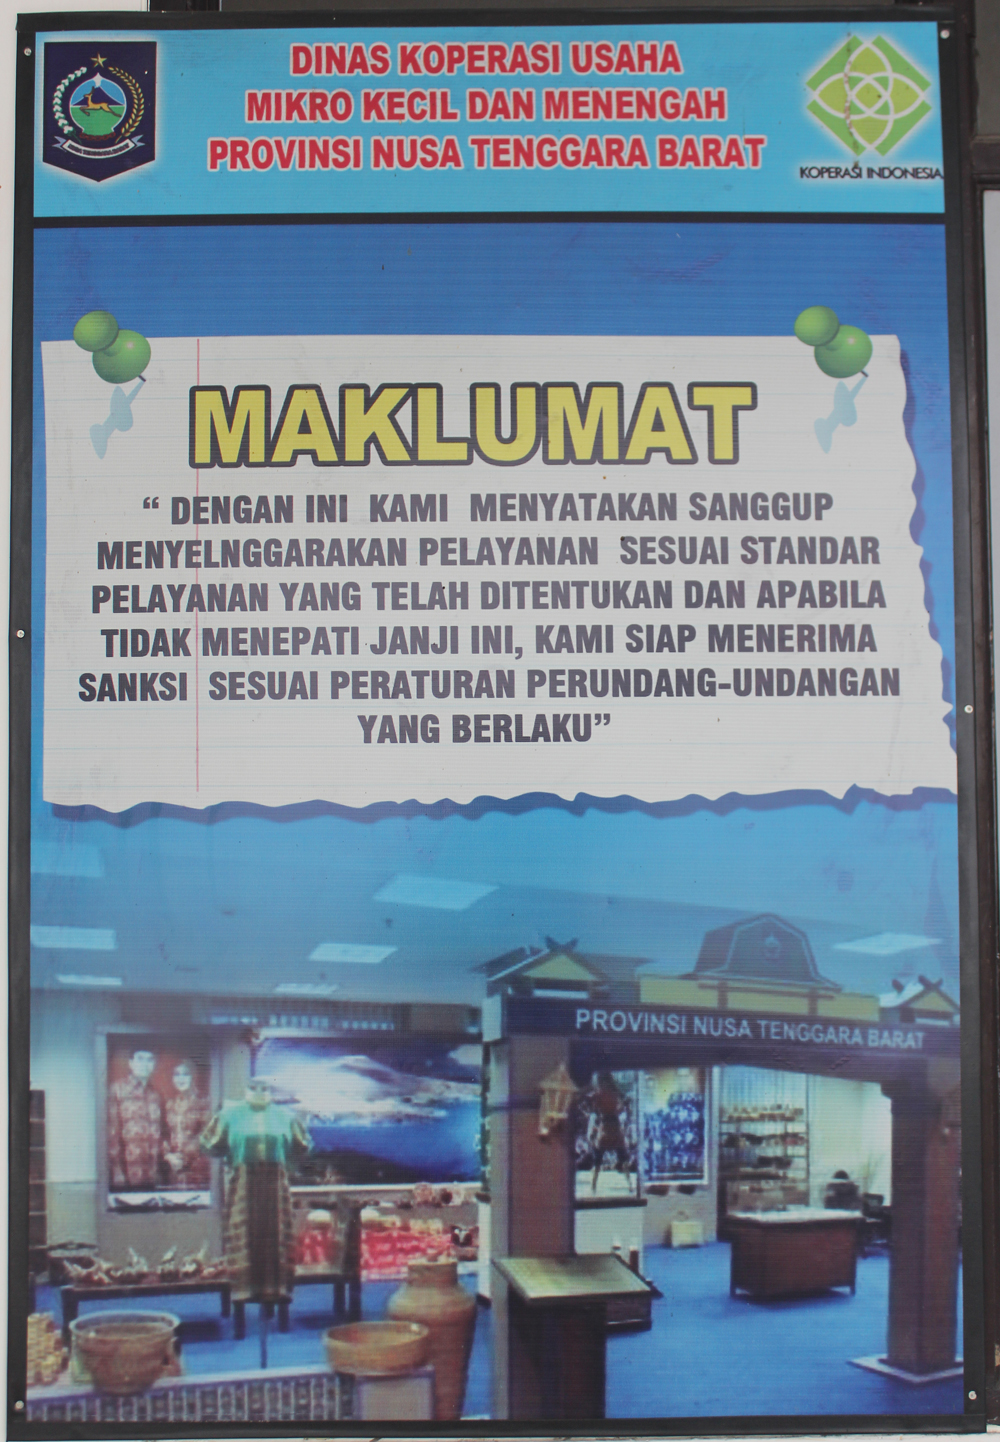 DINAS KOPERASI USAHA
MIKRO KECIL DAN MENENGAH
PROVINSI NUSA TENGGARA BARAT
KOPERASI INDONESIA
MAKLUMAT
“ DENGAN INI KAMI MENYATAKAN SANGGUP
MENYELNGGARAKAN PELAYANAN SESUAI STANDAR
PELAYANAN YANG TELAH DITENTUKAN DAN APABILA
TIDAK MENEPATI JANJI INI, KAMI SIAP MENERIMA
SANKSI SESUAI PERATURAN PERUNDANG-UNDANGAN
YANG BERLAKU”
PROVINSI NUSA TENGGARA BARAT